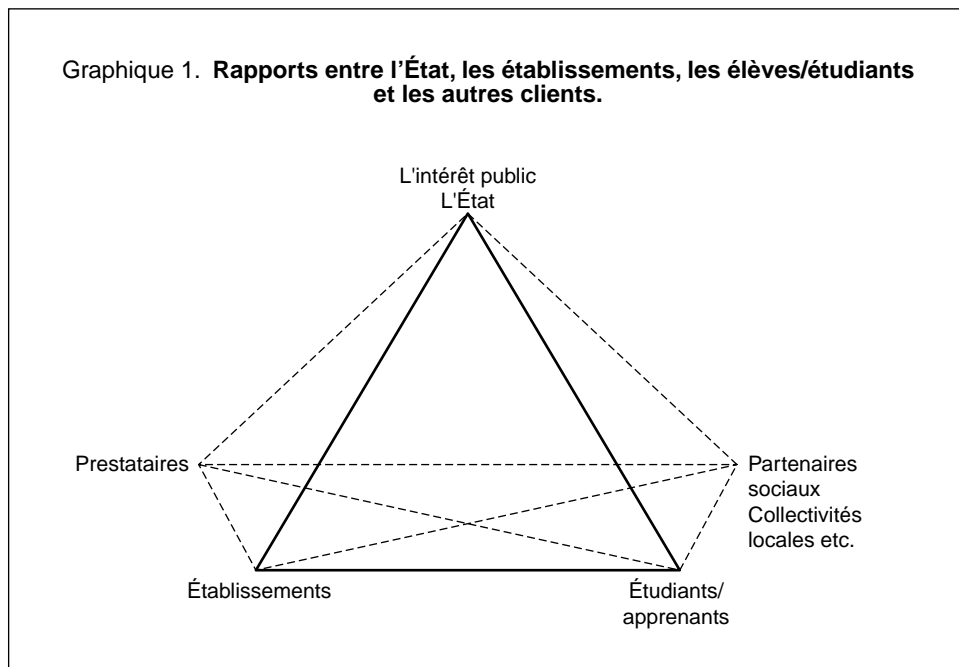 Graphique 1. Rapports entre l’État, les établissements, les élèves/étudiants
et les autres clients.
L'intérêt public
L'État
Prestataires
Partenaires
sociaux
Collectivités
locales etc.
Établissements
Étudiants/
apprenants